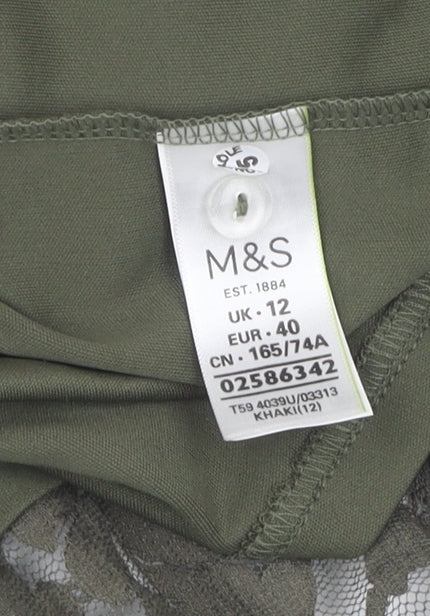 M&S
EST. 1884
UK · 12
EUR · 40
CN · 165/74A
02586342
T59 4039U/03313
KHAKI(12)